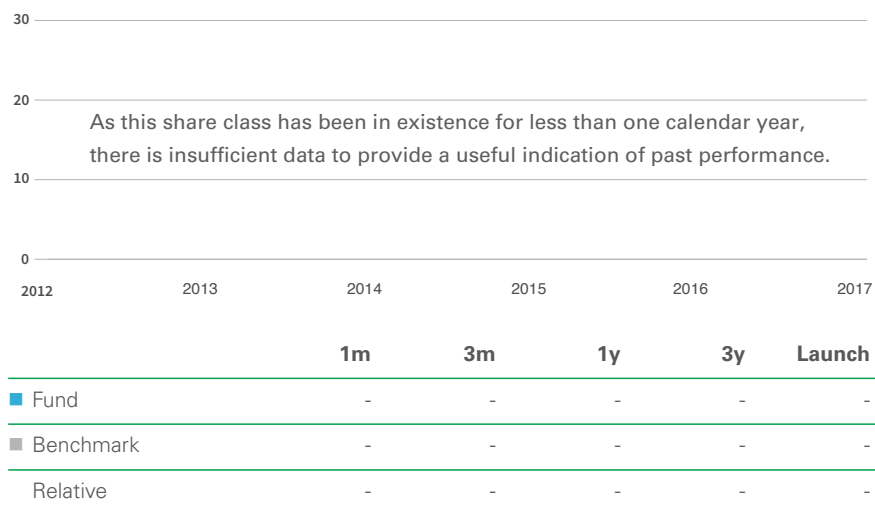 30
20
As this share class has been in existence for less than one calendar year,
there is insufficient data to provide a useful indication of past performance.
10
0
2012 2013 2014 2015 2016 2017
1m 3m 1y 3y Launch
Fund - - - - -
Benchmark - - - - -
Relative - - - - -